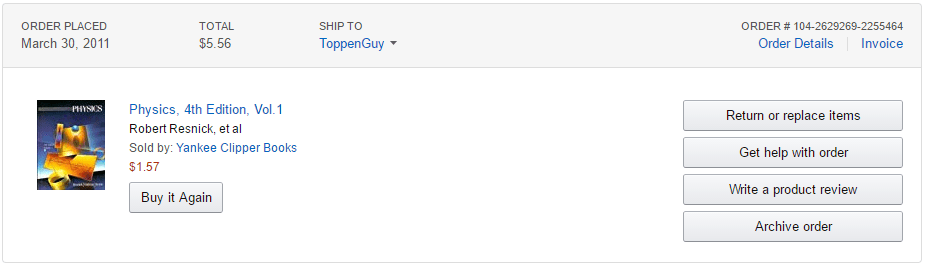 ORDER PLACED
March 30, 2011
TOTAL
$5.56
SHIP TO
ToppenGuy
ORDER # 104-2629269-2255464
Order Details Invoice
PHYSICS
Physics, 4th Edition, Vol.1
Robert Resnick, et al
Sold by: Yankee Clipper Books
$1.57
Buy it Again
Return or replace items
Get help with order
Write a product review
Archive order